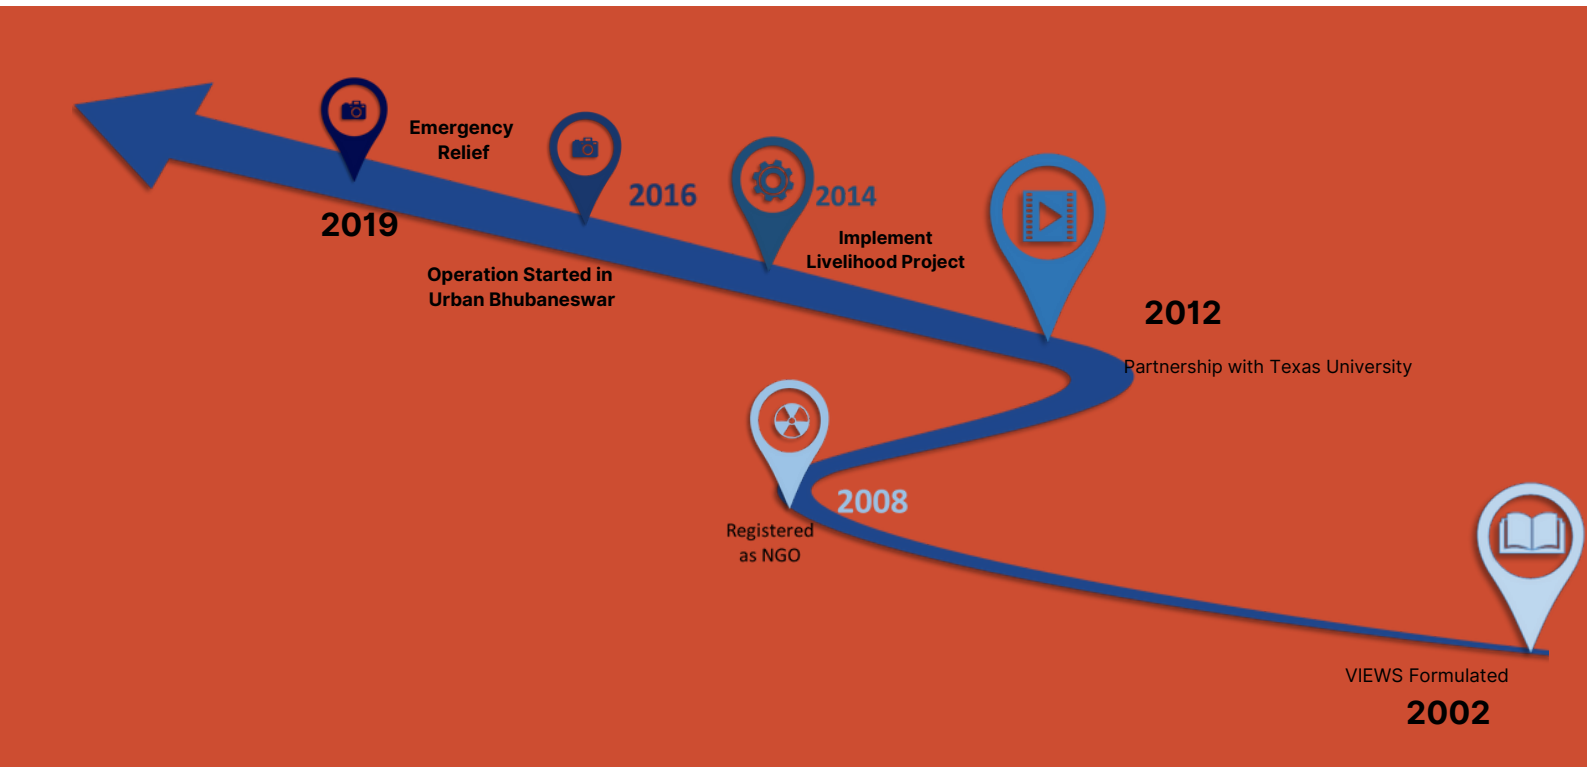 Emergency
Relief
2019
2016
Operation Started in
Urban Bhubaneswar
2014
Implement
Livelihood Project
2012
Partnership with Texas University
2008
Registered
as NGO
VIEWS Formulated
2002